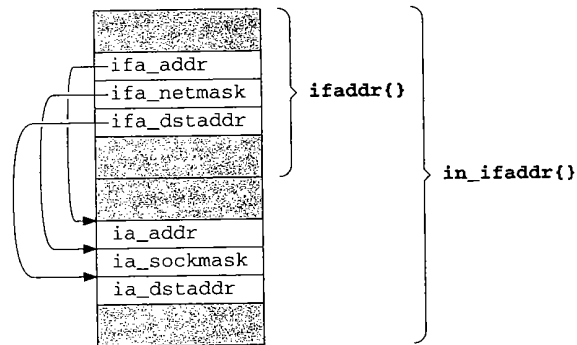 ifa_addr
ifa_netmask
ifa_dstaddr
ifaddr{}
in_ifaddr{}
ia_addr
ia_sockmask
ia_dstaddr